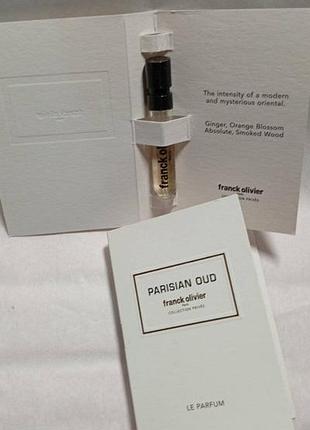 The intensity of a modern
and mysterious oriental.
Ginger, Orange Blossom
Absolute, Smoked Wood
franck olivier
franck oli
PARISIAN OUD
franck olivier
PARIS
COLLECTION PRIVÉE
LE PARFUM